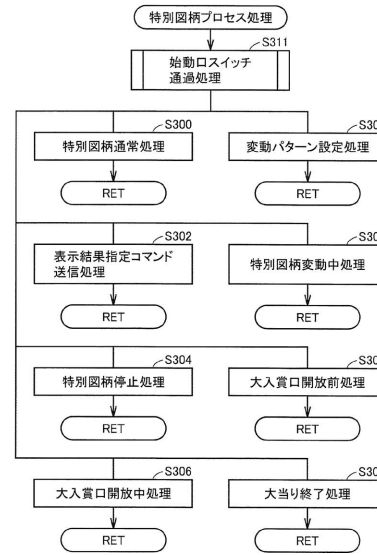 特別図柄プロセス処理
S311
始動口スイッチ
通過処理
S300
特別図柄通常処理
RET
S30
変動パターン設定処理
RET
S302
表示結果指定コマンド
送信処理
RET
S30
特別図柄変動中処理
RET
S304
特別図柄停止処理
RET
S30
大入賞口開放前処理
RET
S306
大入賞口開放中処理
RET
S30
大当り終了処理
RET